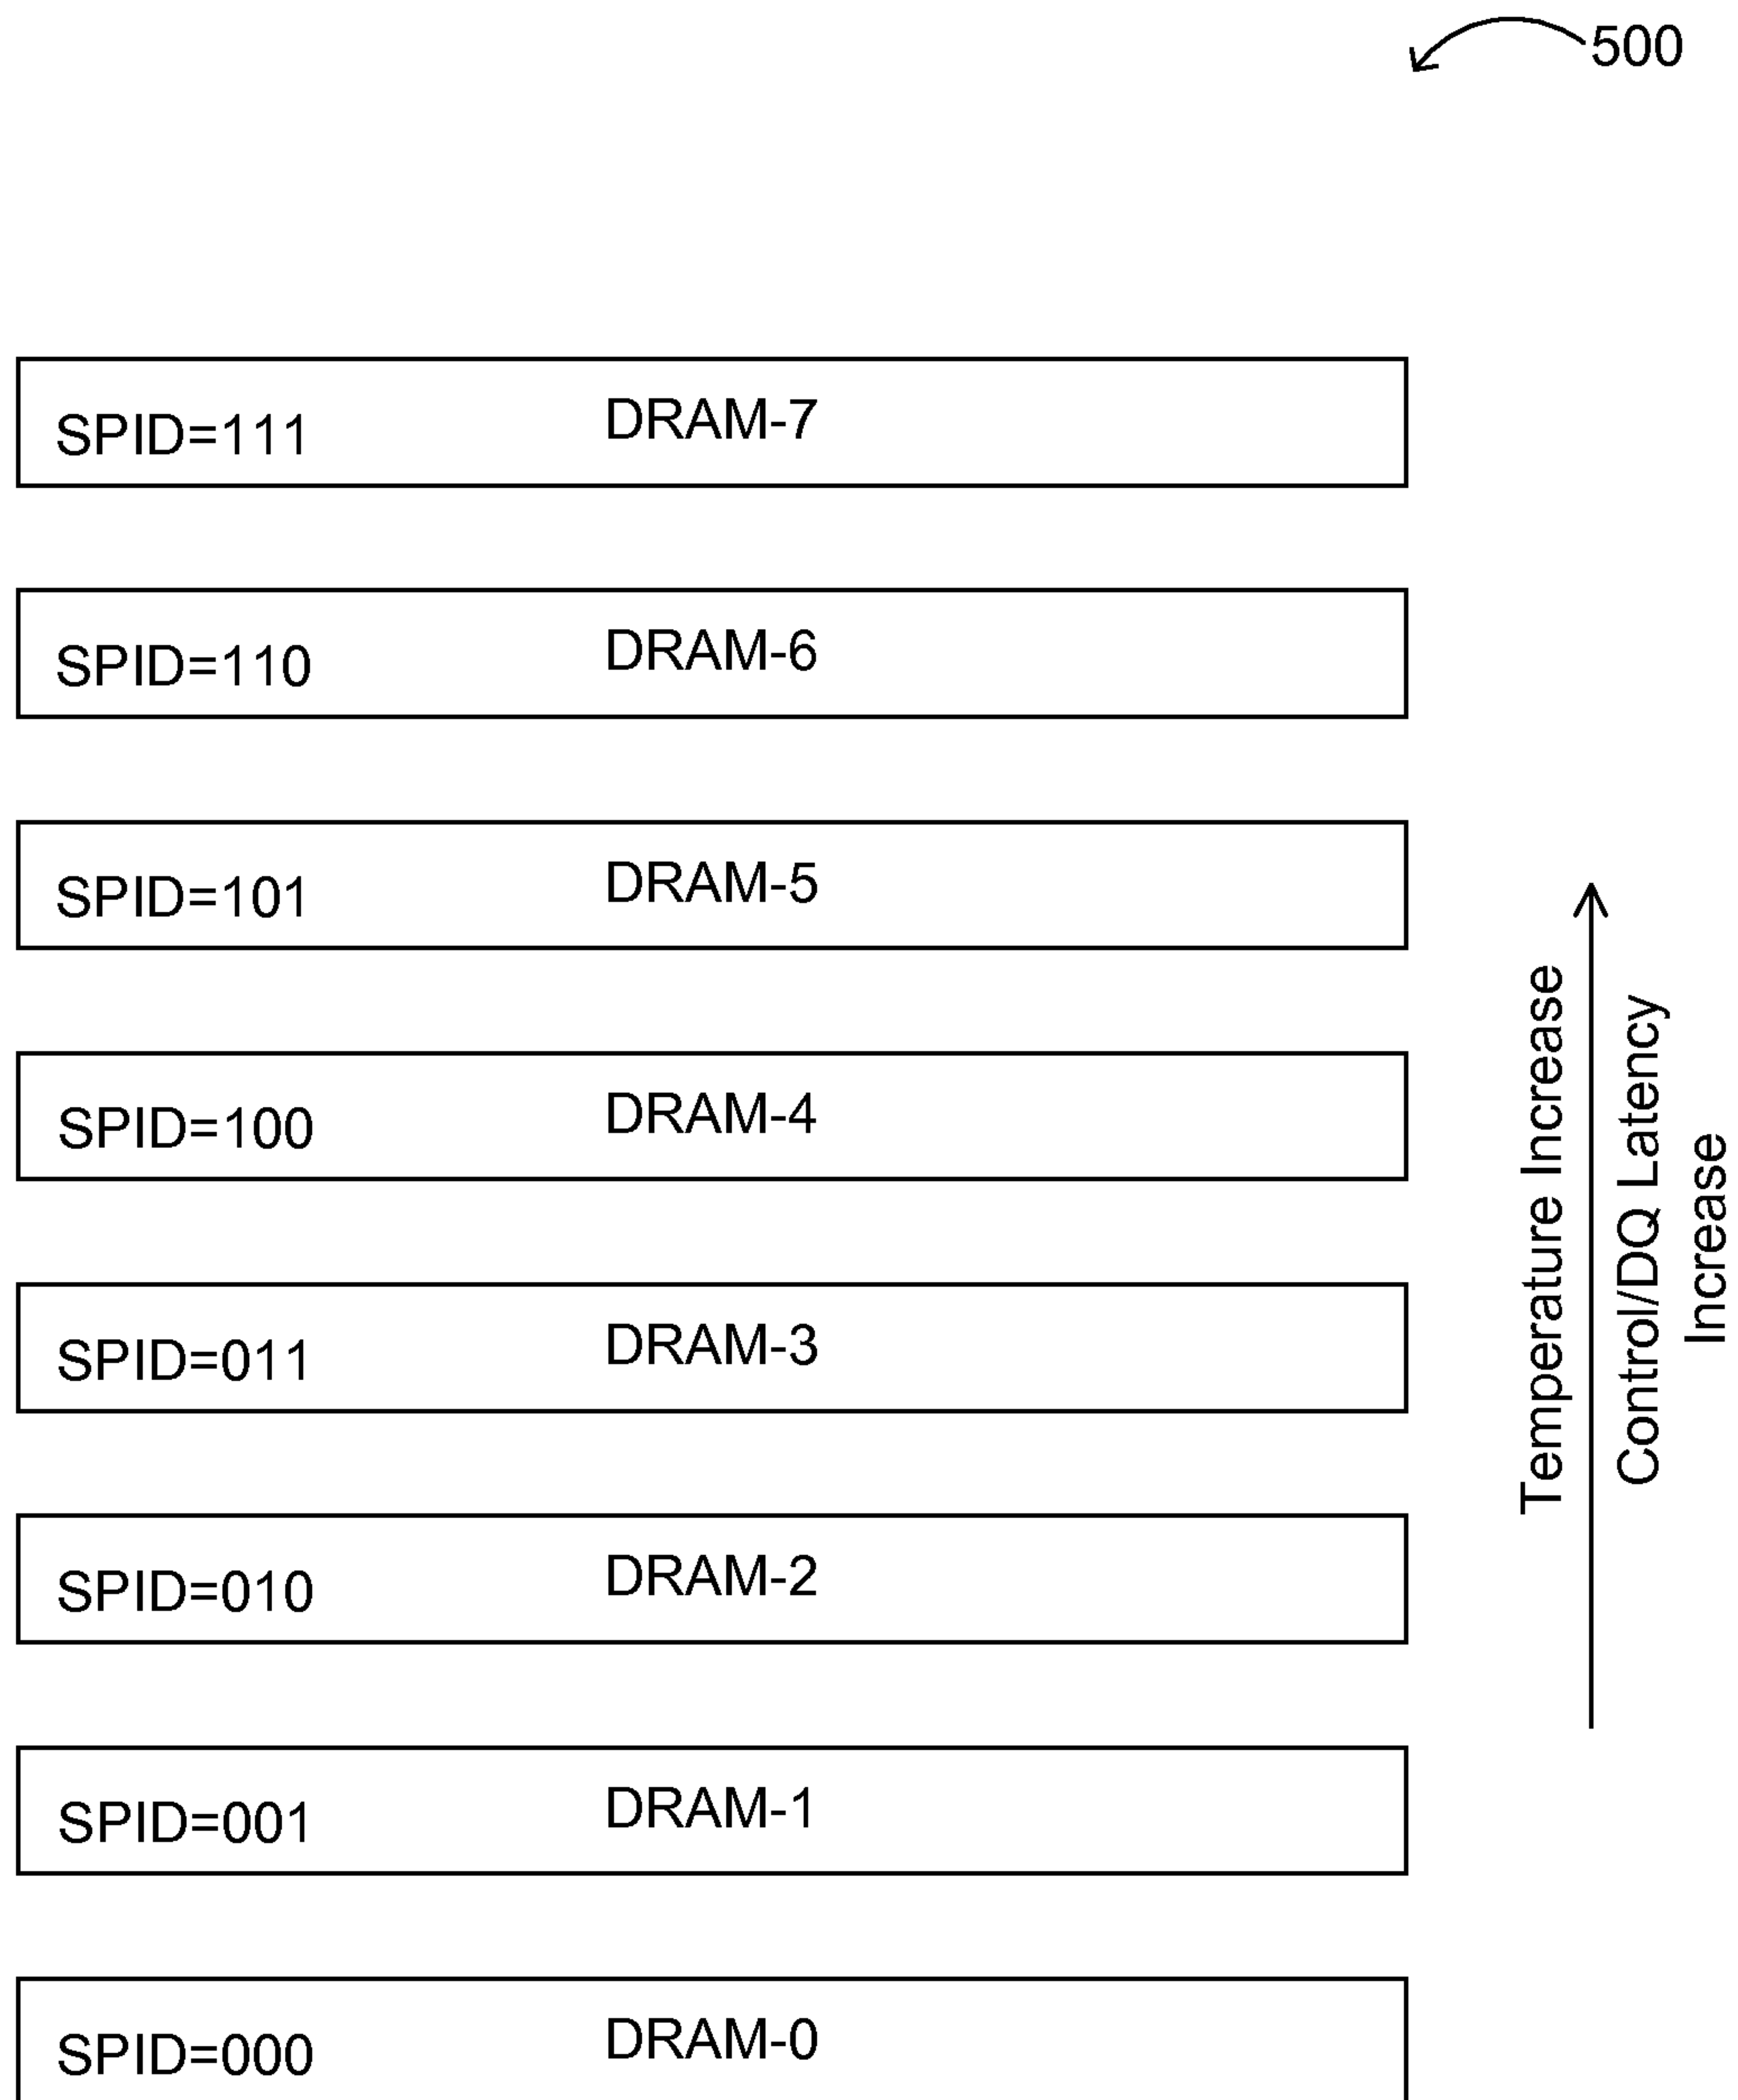 500
SPID=111 DRAM-7
SPID=110 DRAM-6
SPID=101 DRAM-5
SPID=100 DRAM-4
SPID=011 DRAM-3
SPID=010 DRAM-2
SPID=001 DRAM-1
SPID=000 DRAM-0
Temperature Increase
Control/DQ Latency
Increase